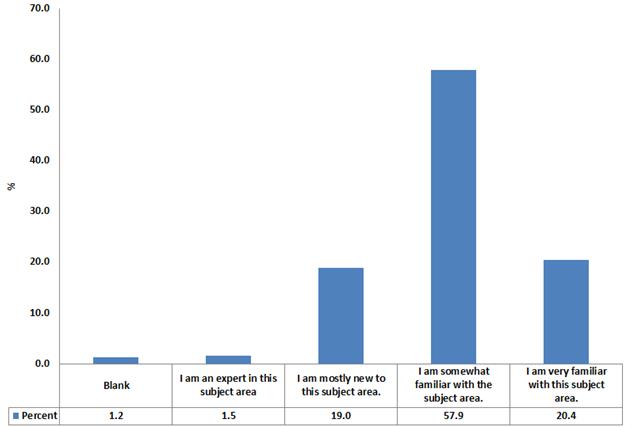 70.0
60.0
50.0
40.0
30.0
20.0
10.0
0.0
%
Blank
I am an expert in this
subject area
I am mostly new to
this subject area.
I am somewhat
familiar with the
subject area.
I am very familiar
with this subject
area.
Percent 1.2 1.5 19.0 57.9 20.4